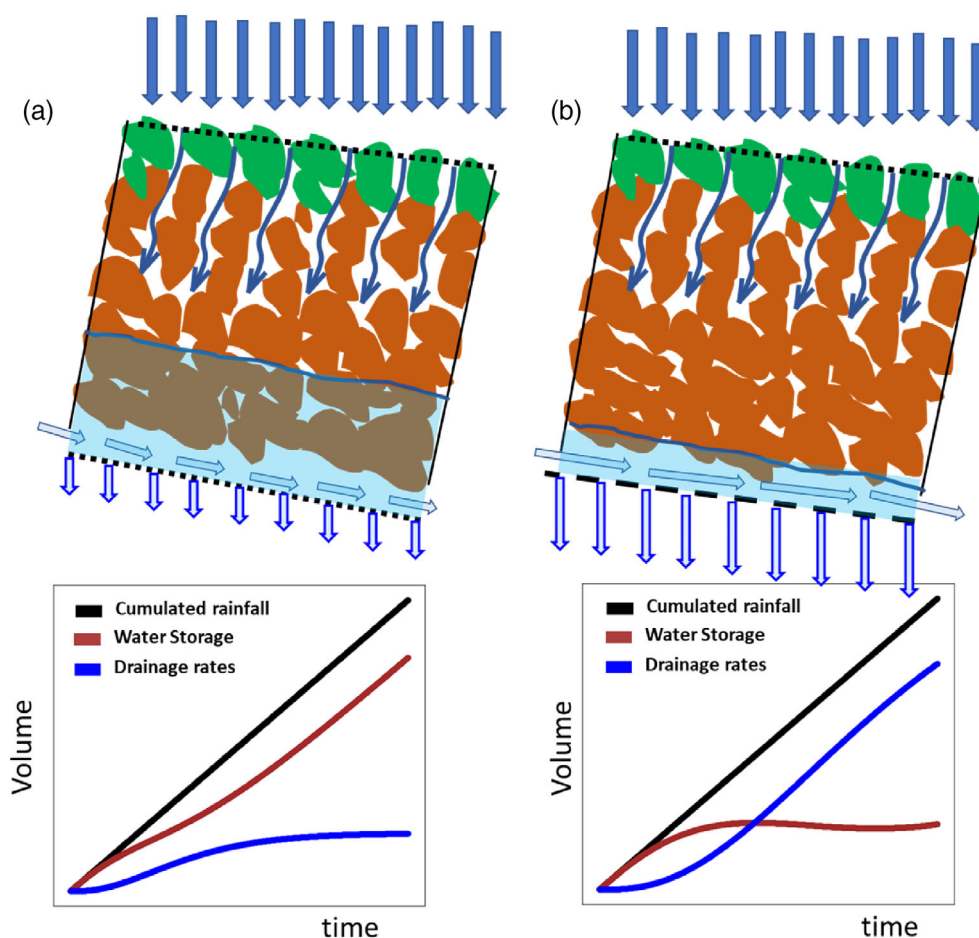 (a)
(b)
Cumulated rainfall
Water Storage
Drainage rates
Volume
time
Cumulated rainfall
Water Storage
Drainage rates
Volume
time